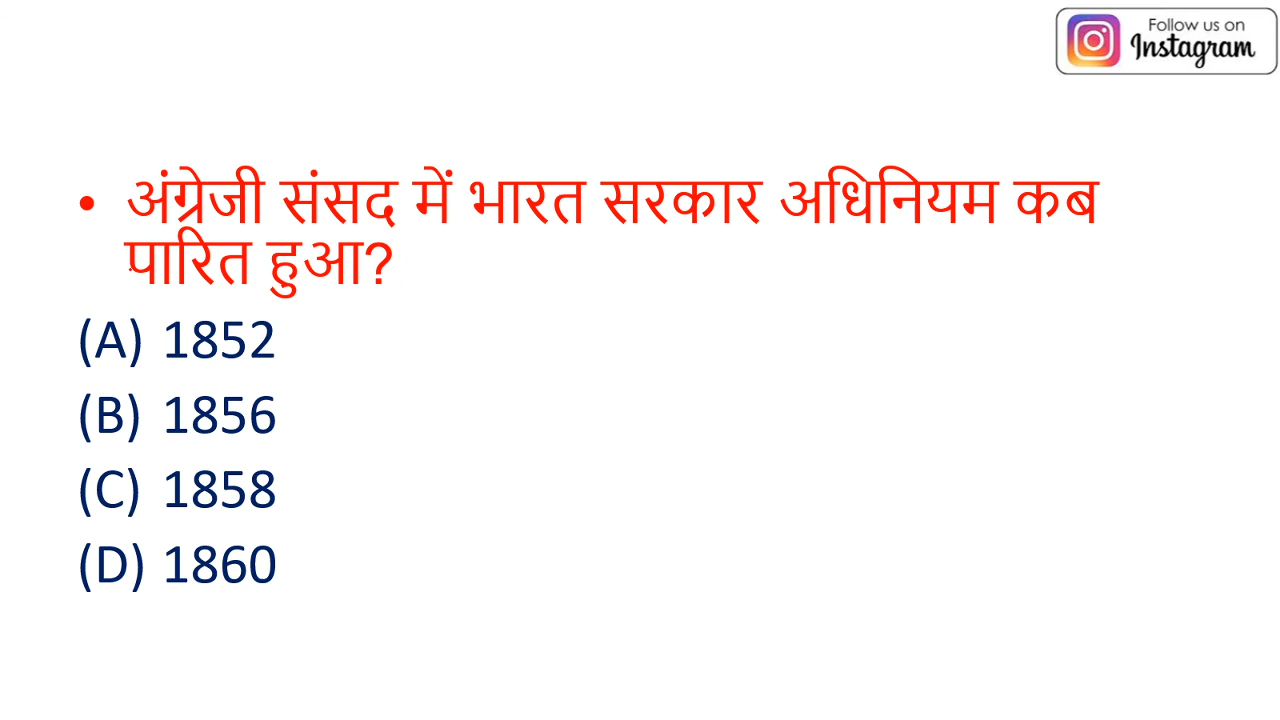 Follow us on
Instagram
• अंग्रेजी संसद में भारत सरकार अधिनियम कब
पारित हुआ?
(A) 1852
(B) 1856
(C) 1858
(D) 1860